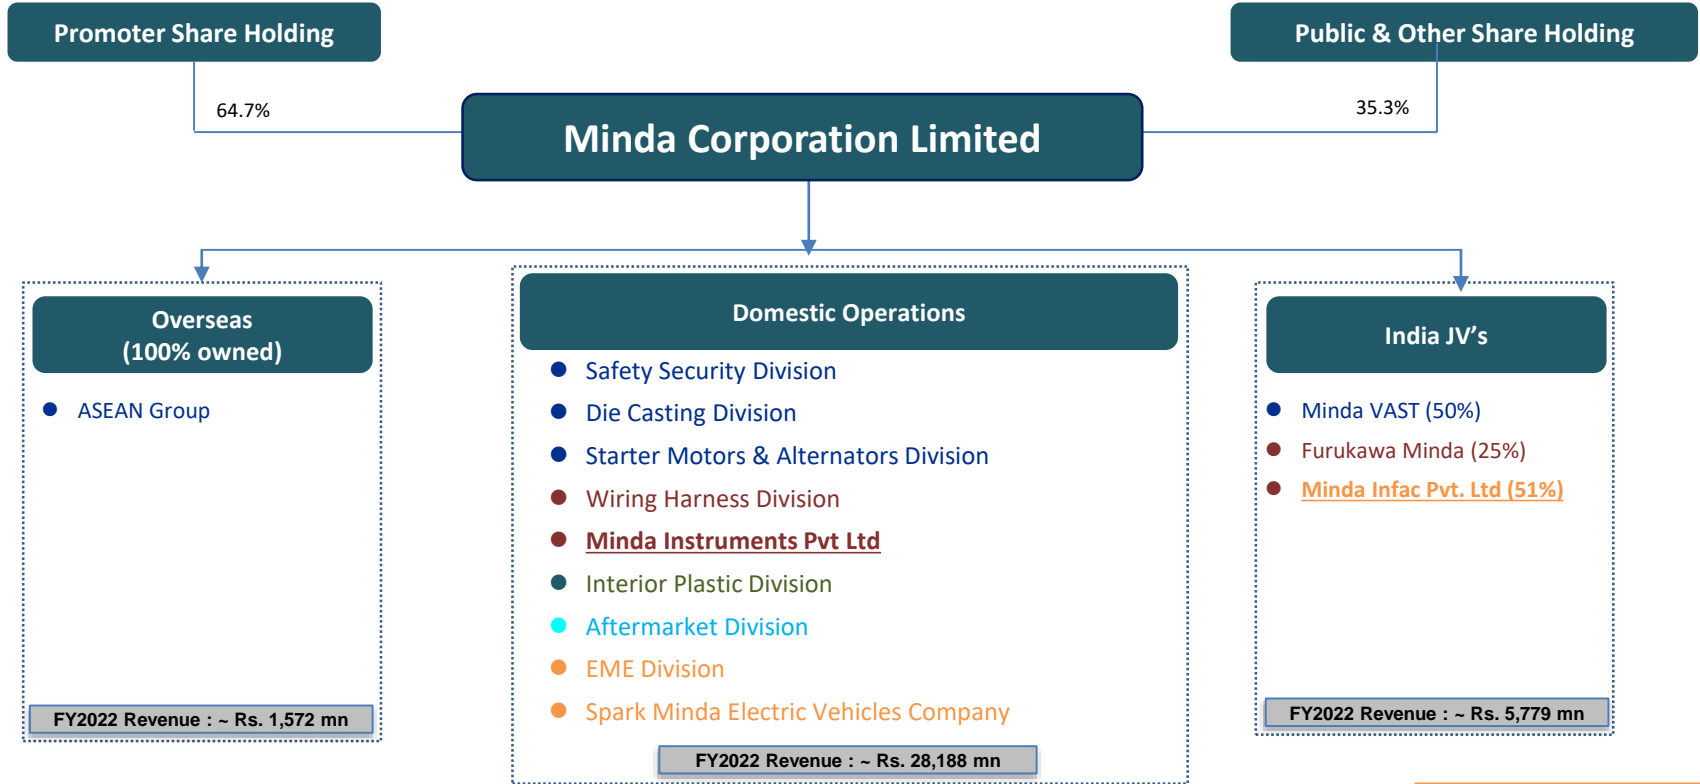 Promoter Share Holding
Public & Other Share Holding
64.7%
35.3%
Minda Corporation Limited
Overseas
(100% owned)
ASEAN Group
FY2022 Revenue : ~ Rs. 1,572 mn
Domestic Operations
Safety Security Division
Die Casting Division
Starter Motors & Alternators Division
Wiring Harness Division
Minda Instruments Pvt Ltd
Interior Plastic Division
Aftermarket Division
EME Division
Spark Minda Electric Vehicles Company
FY2022 Revenue : ~ Rs. 28,188 mn
India JV’s
Minda VAST (50%)
Furukawa Minda (25%)
Minda Infac Pvt. Ltd (51%)
FY2022 Revenue : ~ Rs. 5,779 mn